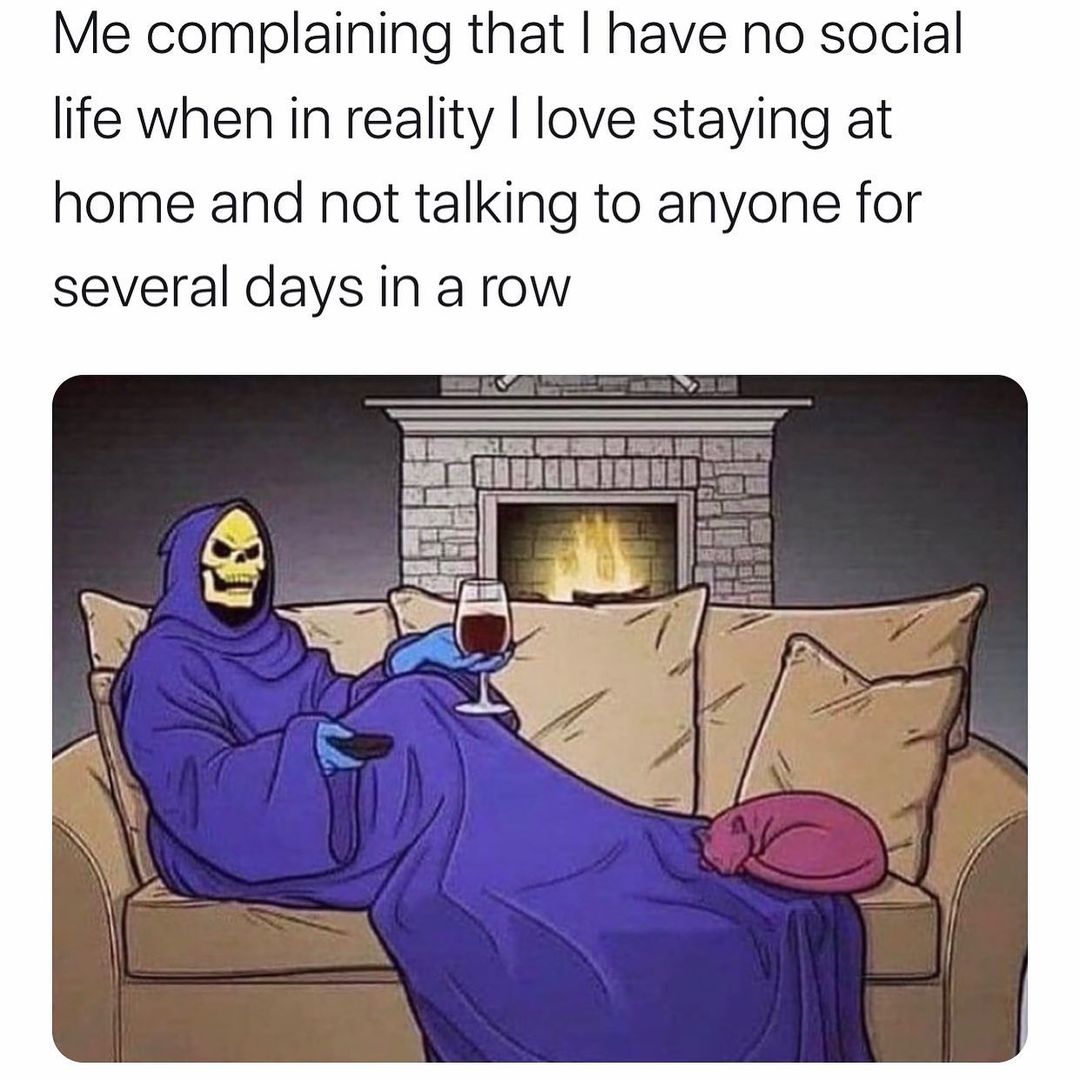 Me complaining that I have no social
life when in reality I love staying at
home and not talking to anyone for
several days in a row